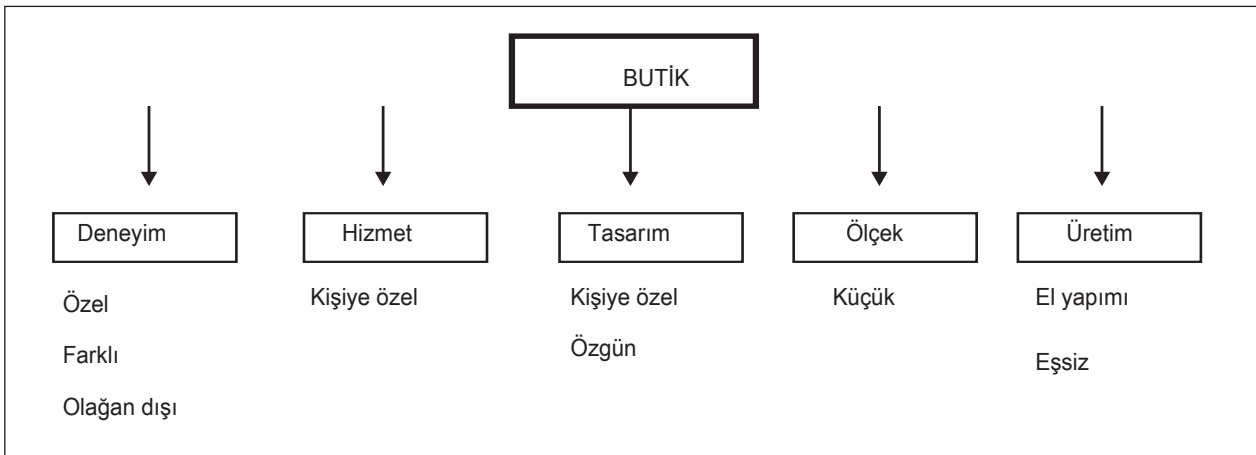 BUTİK
Deneyim
Hizmet
Tasarım
Ölçek
Üretim
Özel
Farklı
Olağan dışı
Kişiye özel
Kişiye özel
Özgün
Küçük
El yapımı
Eşsiz